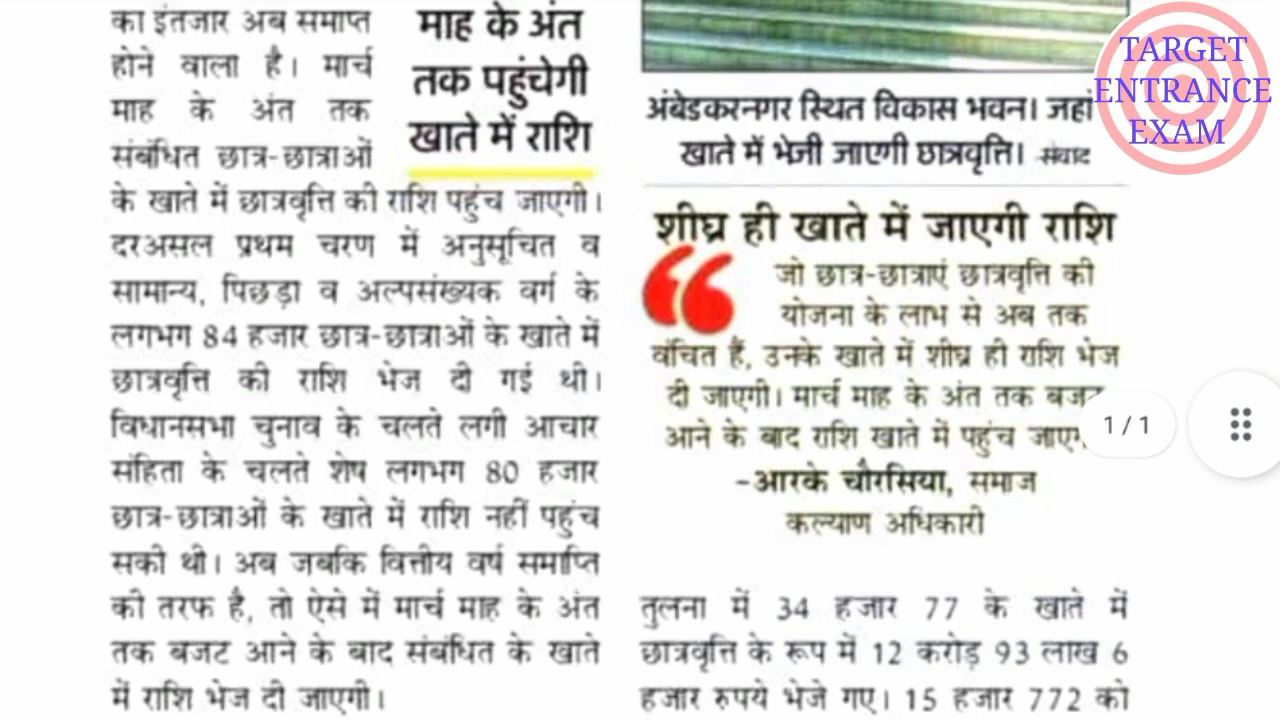 का इंतजार अब समाप्त
होने वाला है। मार्च
माह के अंत तक
संबंधित छात्र-छात्राओं
के खाते में छात्रवृत्ति की राशि पहुंच जाएगी।
दरअसल प्रथम चरण में अनुसूचित व
सामान्य, पिछड़ा व अल्पसंख्यक वर्ग के
लगभग 84 हजार छात्र-छात्राओं के खाते में
छात्रवृत्ति की राशि भेज दी गई थी।
विधानसभा चुनाव के चलते लगी आचार
संहिता के चलते शेष लगभग 80 हजार
छात्र-छात्राओं के खाते में राशि नहीं पहुंच
सकी थी। अब जबकि वित्तीय वर्ष समाप्ति
की तरफ है, तो ऐसे में मार्च माह के अंत
तक बजट आने के बाद संबंधित के खाते
में राशि भेज दी जाएगी।
माह के अंत
तक पहुंचेगी
खाते में राशि
अंबेडकरनगर स्थित विकास भवन। जहां
खाते में भेजी जाएगी छात्रवृत्ति। संवाद
शीघ्र ही खाते में जाएगी राशि
“ जो छात्र-छात्राएं छात्रवृत्ति की
योजना के लाभ से अब तक
वंचित हैं, उनके खाते में शीघ्र ही राशि भेज
दी जाएगी। मार्च माह के अंत तक बजट
आने के बाद राशि खाते में पहुंच
-आरके चौरसिया, समाज
कल्याण अधिकारी
तुलना में 34 हजार 77 के खाते में
छात्रवृत्ति के रूप में 12 करोड़ 93 लाख 6
हजार रुपये भेजे गए। 15 हजार 772 को
TARGET
ENTRANCE
EXAM
1 / 1